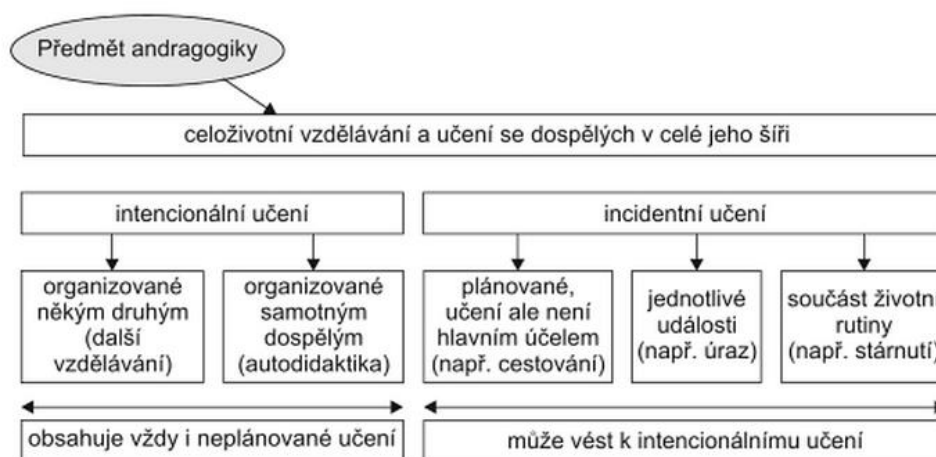 Předmět andragogiky
celoživotní vzdělávání a učení se dospělých v celé jeho šíři
intencionální učení
incidentní učení
organizované
někým druhým
(další
vzdělávání)
organizované
samotným
dospělým
(autodidaktika)
plánované,
učení ale není
hlavním účelem
(např. cestování)
jednotlivé
události
(např. úraz)
součást životní
rutiny
(např. stárnutí)
obsahuje vždy i neplánované učení
může vést k intencionálnímu učení